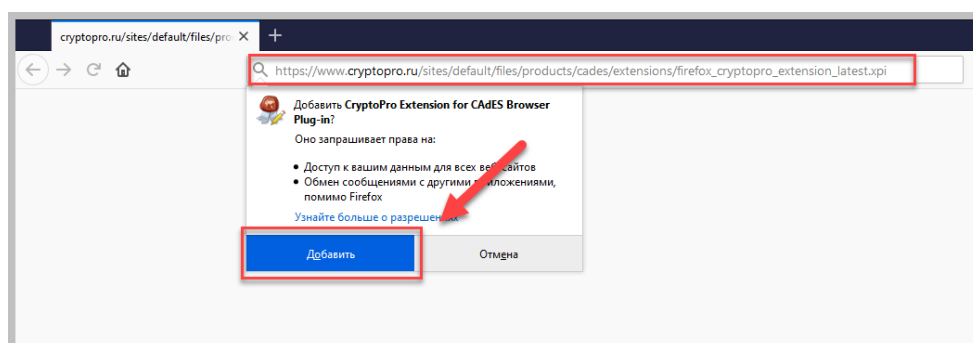 cryptopro.ru/sites/default/files/pro
https://www.cryptopro.ru/sites/default/files/products/cades/extensions/firefox_cryptopro_extension_latest.xpi
Добавить CryptoPro Extension for CAdES Browser
Plug-in?
Оно запрашивает права на:
• Доступ к вашим данным для всех веб-сайтов
• Обмен сообщениями с другими приложениями,
помимо Firefox
Узнайте больше о разрешениях
Добавить
Отмена